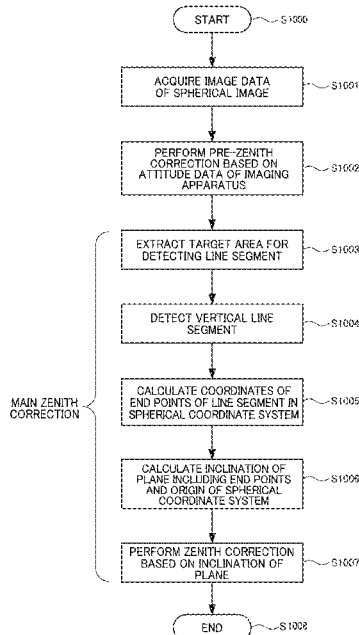 START
S1000
ACQUIRE IMAGE DATA
OF SPHERICAL IMAGE
S1001
PERFORM PRE-ZENITH
CORRECTION BASED ON
ATTITUDE DATA OF IMAGING
APPARATUS
S1002
MAIN ZENITH
CORRECTION
EXTRACT TARGET AREA FOR
DETECTING LINE SEGMENT
S1003
DETECT VERTICAL LINE
SEGMENT
S1004
CALCULATE COORDINATES OF
END POINTS OF LINE SEGMENT IN
SPHERICAL COORDINATE SYSTEM
S1005
CALCULATE INCLINATION OF
PLANE INCLUDING END POINTS
AND ORIGIN OF SPHERICAL
COORDINATE SYSTEM
S1006
PERFORM ZENITH CORRECTION
BASED ON INCLINATION OF
PLANE
S1007
END
S1008